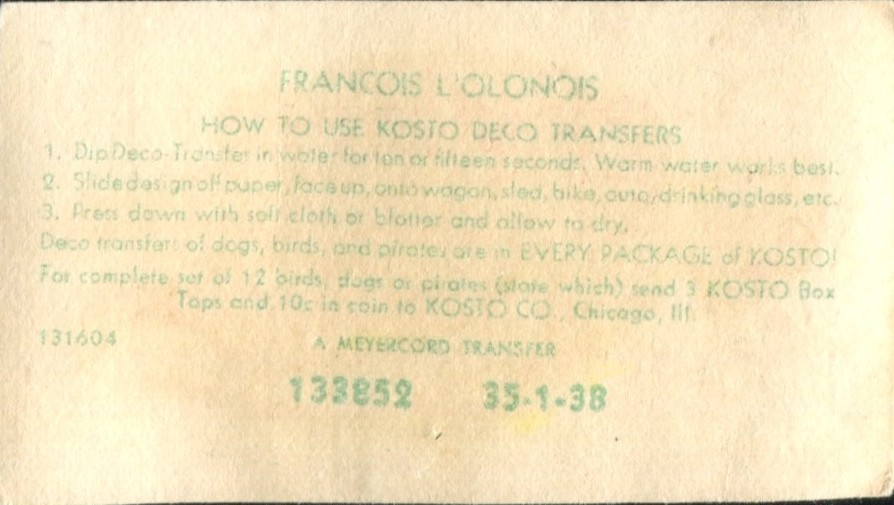 FRANCOIS L'OLONOIS
HOW TO USE KOSTO DECO TRANSFERS
1. Dip Deco-Transfer in water for ten or fifteen seconds. Warm water works best.
2. Slide design off paper, face up, onto wagon, sled, bike, auto, drinking glass, etc.
3. Press down with soft cloth or blotter and allow to dry.
Deco transfers of dogs, birds, and pirates are in EVERY PACKAGE of KOSTO!
For complete set of 12 birds, dogs or pirates (state which) send 3 KOSTO Box
Tops and 10c in coin to KOSTO CO., Chicago, Ill.
131604
A MEYERCORD TRANSFER
133852 35-1-38